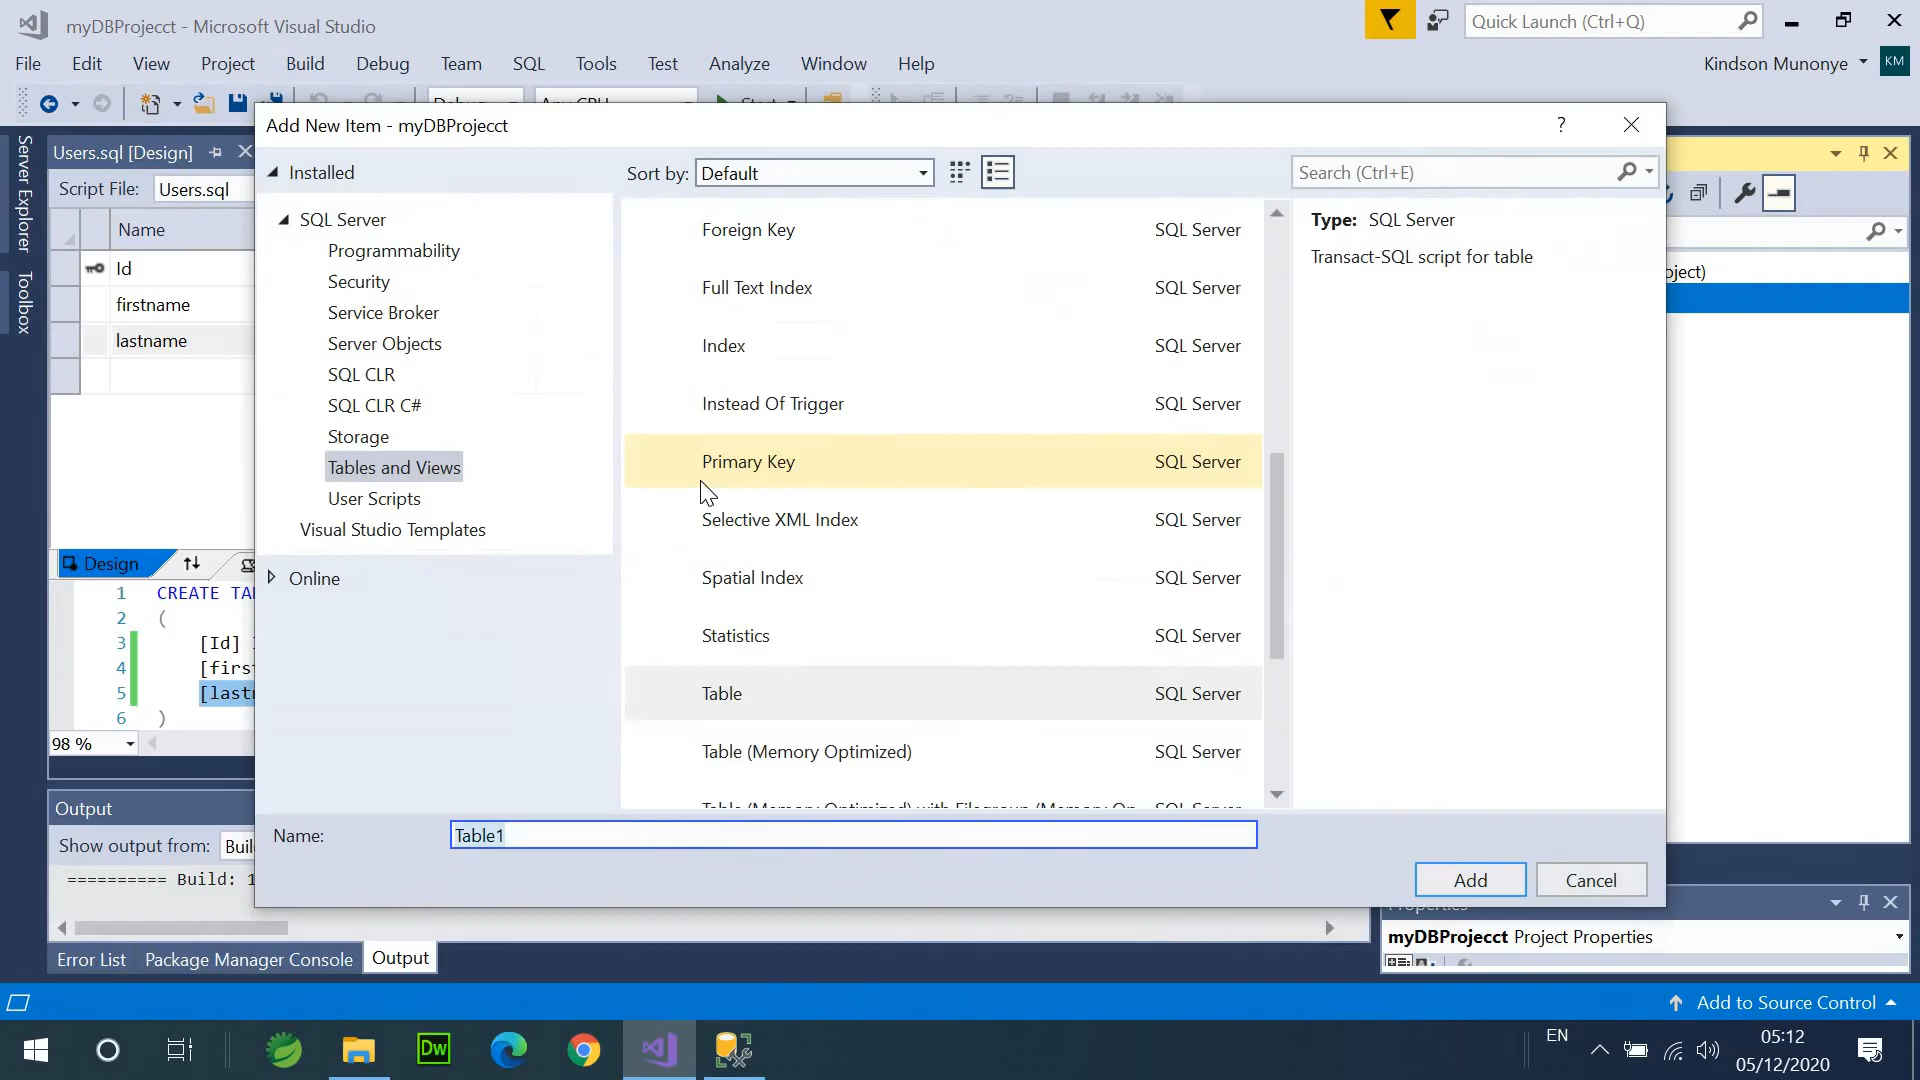 myDBProjecct - Microsoft Visual Studio
Quick Launch (Ctrl+Q)
File Edit View Project Build Debug Team SQL Tools Test Analyze Window Help
Kindson Munonye KM
Add New Item - myDBProjecct ?
Server Explorer
Toolbox
Users.sql [Design]
Script File: Users.sql
Name
Id
firstname
lastname
Installed
SQL Server
Programmability
Security
Service Broker
Server Objects
SQL CLR
SQL CLR C#
Storage
Tables and Views
User Scripts
Visual Studio Templates
Online
Sort by: Default
Search (Ctrl+E)
Foreign Key SQL Server
Full Text Index SQL Server
Index SQL Server
Instead Of Trigger SQL Server
Primary Key SQL Server
Selective XML Index SQL Server
Spatial Index SQL Server
Statistics SQL Server
Table SQL Server
Table (Memory Optimized) SQL Server
Type: SQL Server
Transact-SQL script for table
oject)
Design
1 CREATE TA
2 (
3 [Id]
4 [firs
5 [last
6 )
98 %
Name: Table1
Add Cancel
Output
Show output from: Buil
========== Build: 1
Error List Package Manager Console Output
Properties
myDBProjecct Project Properties
Add to Source Control
Dw
EN
05:12
05/12/2020